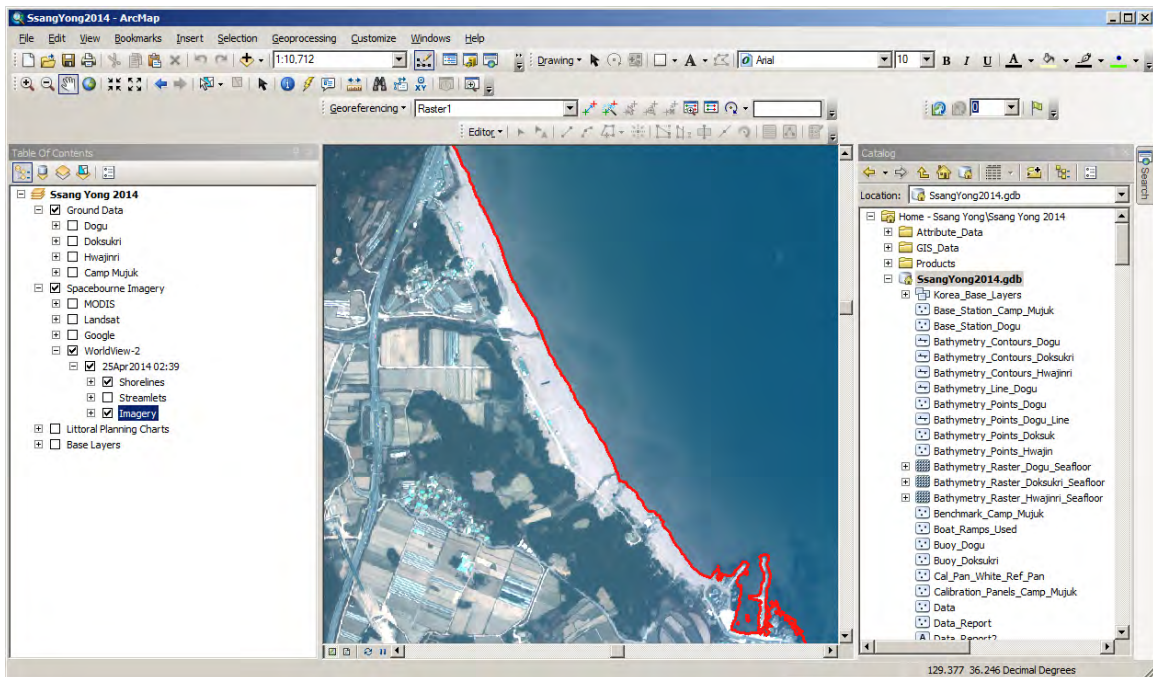 SsangYong2014 - ArcMap
File Edit View Bookmarks Insert Selection Geoprocessing Customize Windows Help
1:10,712 Drawing Arial 10 B I U A
Georeferencing Raster1 0
Editor
Table Of Contents
Ssang Yong 2014
Ground Data
Dogu
Doksukri
Hwajinri
Camp Mujuk
Spacebourne Imagery
MODIS
Landsat
Google
WorldView-2
25Apr2014 02:39
Shorelines
Streamlets
Imagery
Littoral Planning Charts
Base Layers
Catalog
Location: SsangYong2014.gdb
Home - Ssang Yong\Ssang Yong 2014
Attribute_Data
GIS_Data
Products
SsangYong2014.gdb
Korea_Base_Layers
Base_Station_Camp_Mujuk
Base_Station_Dogu
Bathymetry_Contours_Dogu
Bathymetry_Contours_Doksukri
Bathymetry_Contours_Hwajinri
Bathymetry_Line_Dogu
Bathymetry_Points_Dogu
Bathymetry_Points_Dogu_Line
Bathymetry_Points_Doksuk
Bathymetry_Points_Hwajin
Bathymetry_Raster_Dogu_Seafloor
Bathymetry_Raster_Doksukri_Seafloor
Bathymetry_Raster_Hwajinri_Seafloor
Benchmark_Camp_Mujuk
Boat_Ramps_Used
Buoy_Dogu
Buoy_Doksukri
Cal_Pan_White_Ref_Pan
Calibration_Panels_Camp_Mujuk
Data
Data_Report
Data_Report2
Search
129.377 36.246 Decimal Degrees